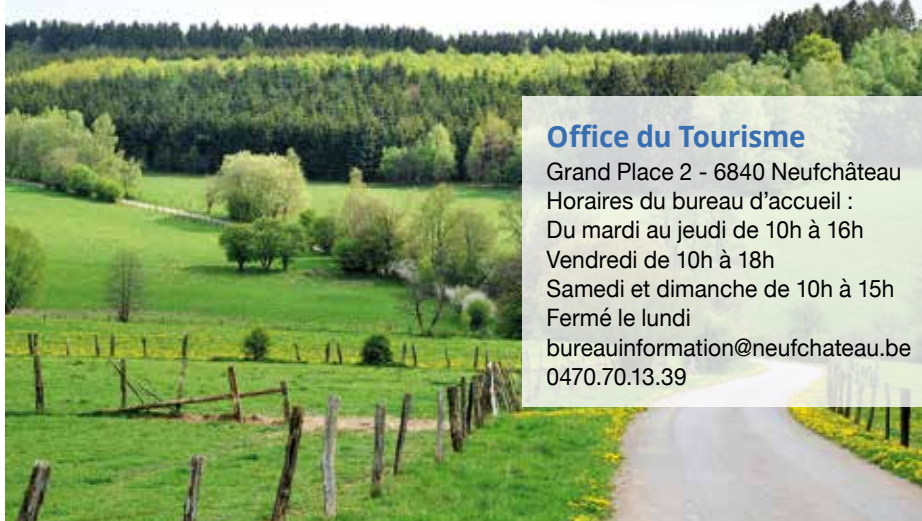 Office du Tourisme
Grand Place 2 - 6840 Neufchâteau
Horaires du bureau d'accueil :
Du mardi au jeudi de 10h à 16h
Vendredi de 10h à 18h
Samedi et dimanche de 10h à 15h
Fermé le lundi
bureauinformation@neufchateau.be
0470.70.13.39